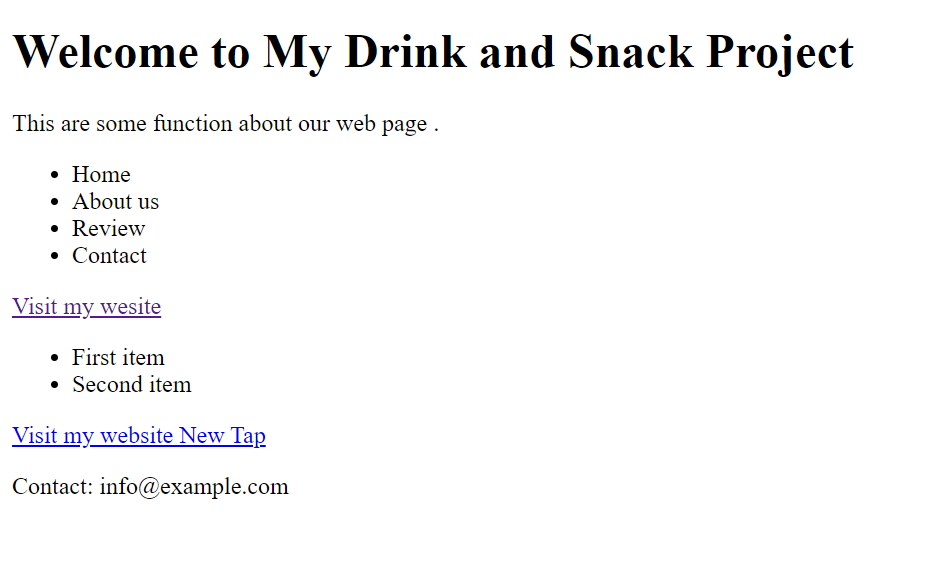 Welcome to My Drink and Snack Project
This are some function about our web page .
Home
About us
Review
Contact
Visit my wesite
First item
Second item
Visit my website New Tap
Contact: info@example.com